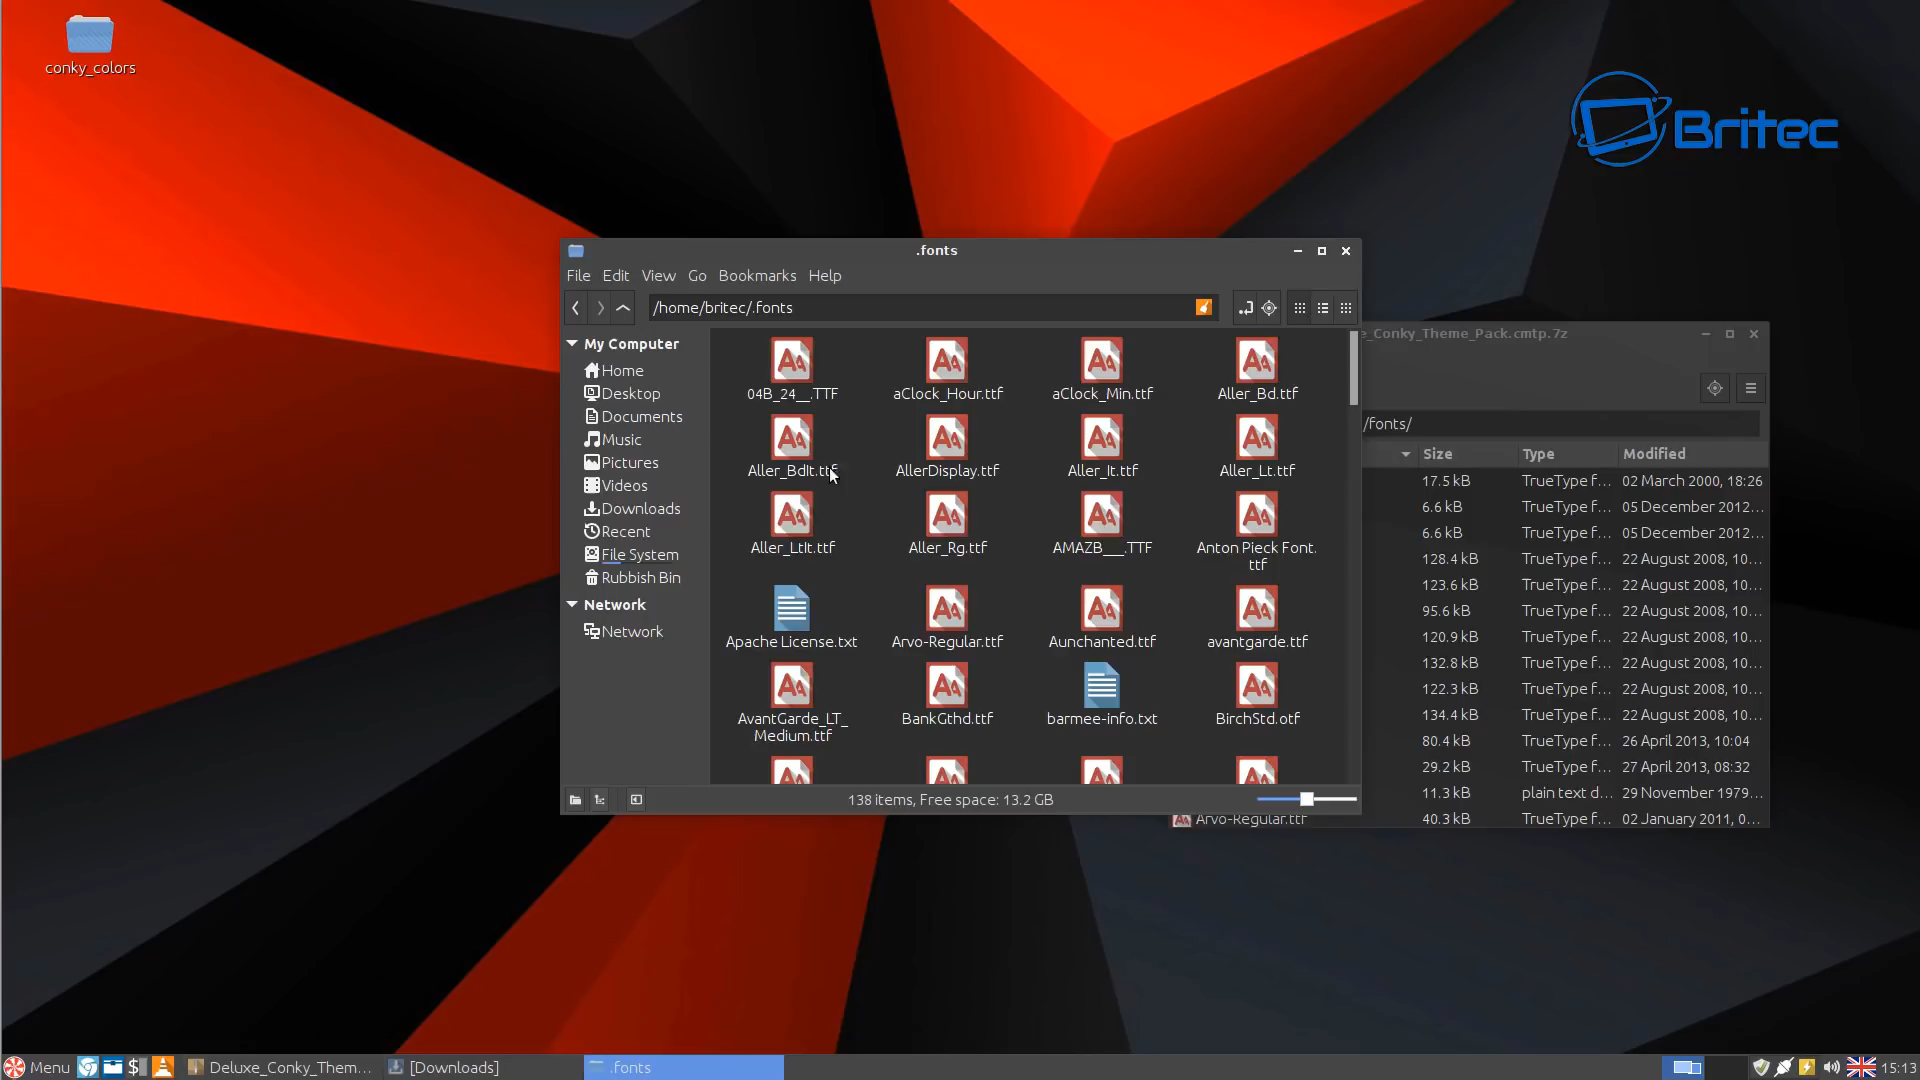 conky_colors
Britec
.fonts
File Edit View Go Bookmarks Help
/home/britec/.fonts
My Computer
Home
Desktop
Documents
Music
Pictures
Videos
Downloads
Recent
File System
Rubbish Bin
Network
Network
04B_24__.TTF aClock_Hour.ttf aClock_Min.ttf Aller_Bd.ttf
Aller_BdIt.ttf AllerDisplay.ttf Aller_It.ttf Aller_Lt.ttf
Aller_LtIt.ttf Aller_Rg.ttf AMAZB___.TTF Anton Pieck Font.
ttf
Apache License.txt Arvo-Regular.ttf Aunchanted.ttf avantgarde.ttf
AvantGarde_LT_
Medium.ttf
BankGthd.ttf barmee-info.txt BirchStd.otf
138 items, Free space: 13.2 GB
_Conky_Theme_Pack.cmtp.7z
/fonts/
Size Type Modified
17.5 kB TrueType f... 02 March 2000, 18:26
6.6 kB TrueType f... 05 December 2012...
6.6 kB TrueType f... 05 December 2012...
128.4 kB TrueType f... 22 August 2008, 10...
123.6 kB TrueType f... 22 August 2008, 10...
95.6 kB TrueType f... 22 August 2008, 10...
120.9 kB TrueType f... 22 August 2008, 10...
132.8 kB TrueType f... 22 August 2008, 10...
122.3 kB TrueType f... 22 August 2008, 10...
134.4 kB TrueType f... 22 August 2008, 10...
80.4 kB TrueType f... 26 April 2013, 10:04
29.2 kB TrueType f... 27 April 2013, 08:32
11.3 kB plain text d... 29 November 1979...
Arvo-Regular.ttf 40.3 kB TrueType f... 02 January 2011, 0...
Menu $ Deluxe_Conky_Them... [Downloads] .fonts 15:13